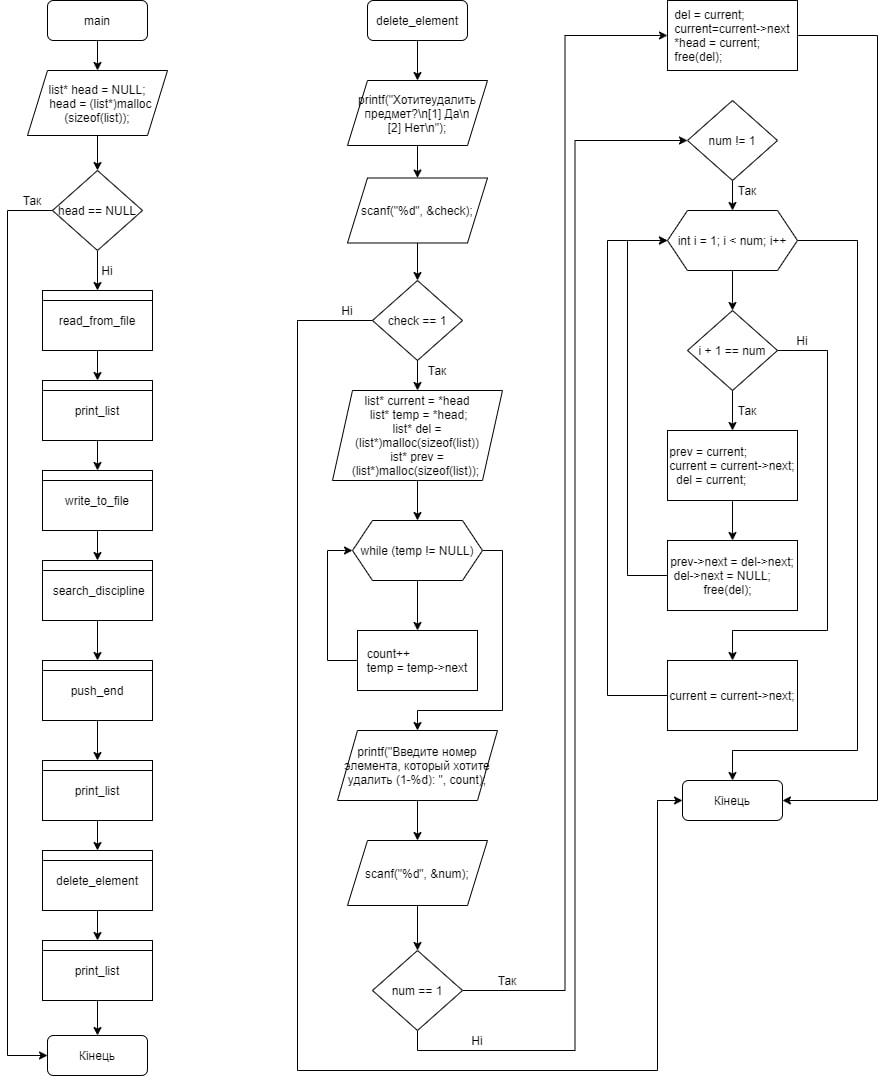 main
list* head = NULL;
head = (list*)malloc
(sizeof(list));
Так
head == NULL
Ні
read_from_file
print_list
write_to_file
search_discipline
push_end
print_list
delete_element
print_list
Кінець
delete_element
printf("Хотитеудалить
предмет?\n[1] Да\n
[2] Нет\n");
scanf("%d", &check);
Ні
check == 1
Так
list* current = *head
list* temp = *head;
list* del =
(list*)malloc(sizeof(list))
ist* prev =
(list*)malloc(sizeof(list));
while (temp != NULL)
count++
temp = temp->next
printf("Введите номер
элемента, который хотите
удалить (1-%d): ", count);
scanf("%d", &num);
num == 1
Так
Ні
del = current;
current=current->next
*head = current;
free(del);
num != 1
Так
int i = 1; i < num; i++
i + 1 == num
Ні
Так
prev = current;
current = current->next;
del = current;
prev->next = del->next;
del->next = NULL;
free(del);
current = current->next;
Кінець